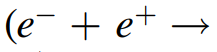 (e⁻ + e⁺ →